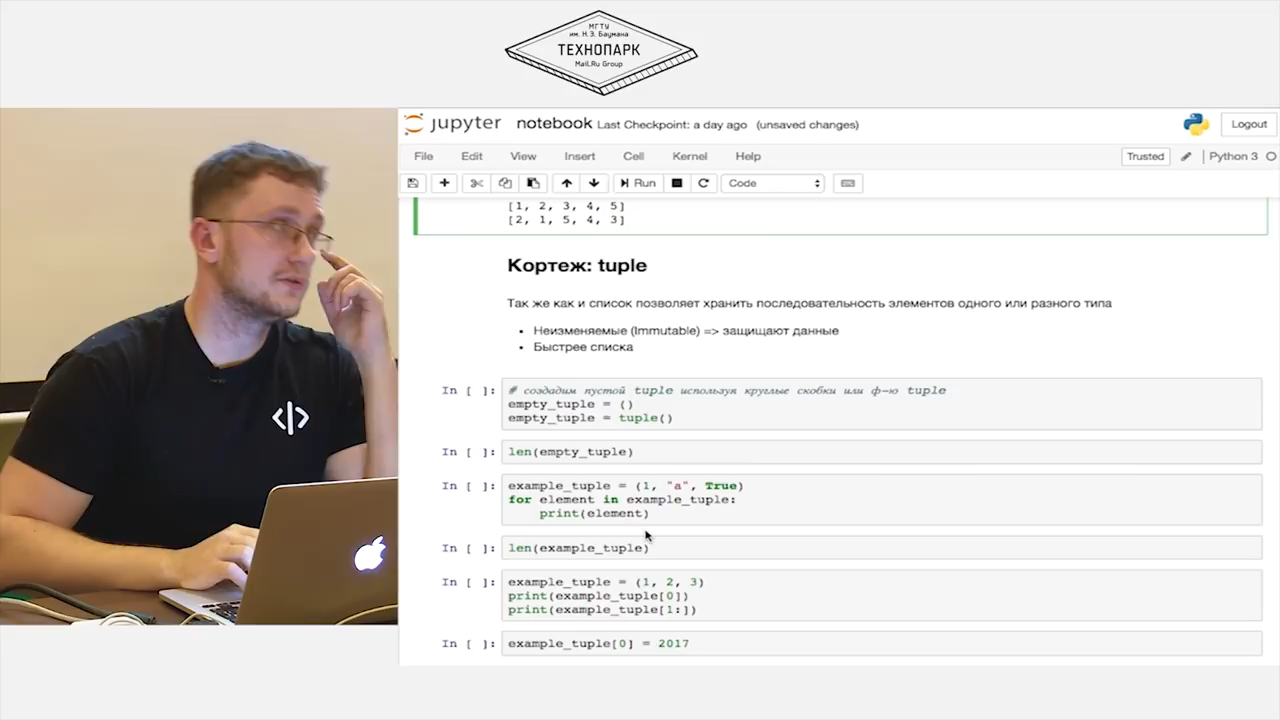 МГТУ
им. Н.Э. Баумана
ТЕХНОПАРК
Mail.Ru Group
jupyter notebook Last Checkpoint: a day ago (unsaved changes)
Logout
File Edit View Insert Cell Kernel Help
Trusted
Python 3
Run
Code
[1, 2, 3, 4, 5]
[2, 1, 5, 4, 3]
Кортеж: tuple
Так же как и список позволяет хранить последовательность элементов одного или разного типа
• Неизменяемые (Immutable) => защищают данные
• Быстрее списка
In [ ]: # создадим пустой tuple используя круглые скобки или ф-ю tuple
empty_tuple = ()
empty_tuple = tuple()
In [ ]: len(empty_tuple)
In [ ]: example_tuple = (1, "a", True)
for element in example_tuple:
print(element)
In [ ]: len(example_tuple)
In [ ]: example_tuple = (1, 2, 3)
print(example_tuple[0])
print(example_tuple[1:])
In [ ]: example_tuple[0] = 2017